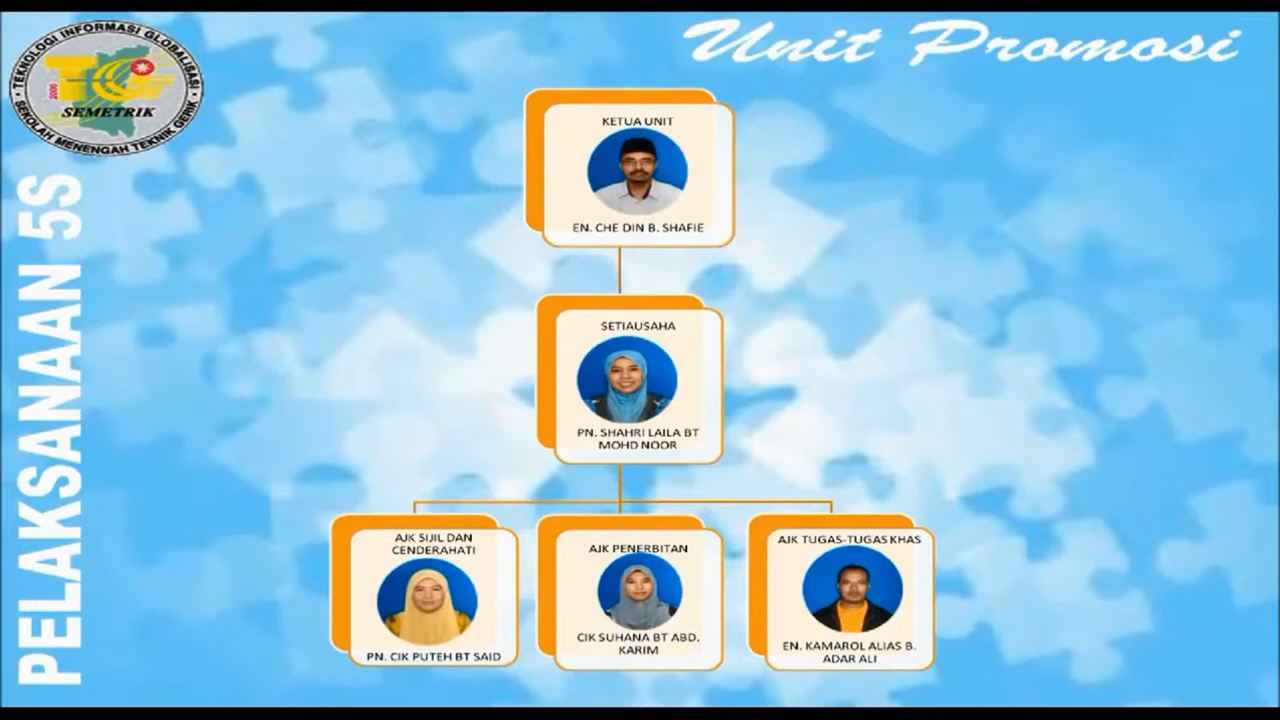 Unit Promosi
TEKNOLOGI INFORMASI GLOBALISASI
2000
SEMETRIK
SEKOLAH MENENGAH TEKNIK GERIK
PELAKSANAAN 5S
KETUA UNIT
EN. CHE DIN B. SHAFIE
SETIAUSAHA
PN. SHAHRI LAILA BT
MOHD NOOR
AJK SIJIL DAN
CENDERAHATI
PN. CIK PUTEH BT SAID
AJK PENERBITAN
CIK SUHANA BT ABD.
KARIM
AJK TUGAS-TUGAS KHAS
EN. KAMAROL ALIAS B.
ADAR ALI